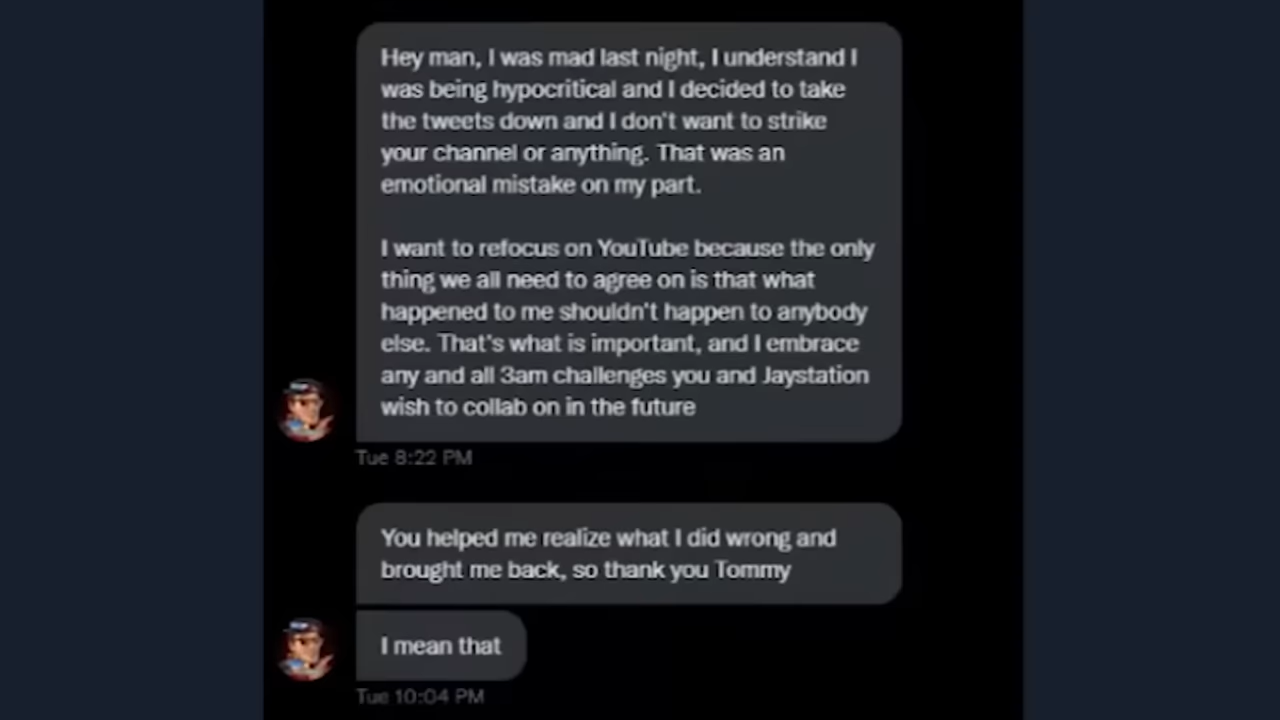 Hey man, I was mad last night, I understand I
was being hypocritical and I decided to take
the tweets down and I don't want to strike
your channel or anything. That was an
emotional mistake on my part.
I want to refocus on YouTube because the only
thing we all need to agree on is that what
happened to me shouldn't happen to anybody
else. That's what is important, and I embrace
any and all 3am challenges you and Jaystation
wish to collab on in the future
Tue 8:22 PM
You helped me realize what I did wrong and
brought me back, so thank you Tommy
I mean that
Tue 10:04 PM